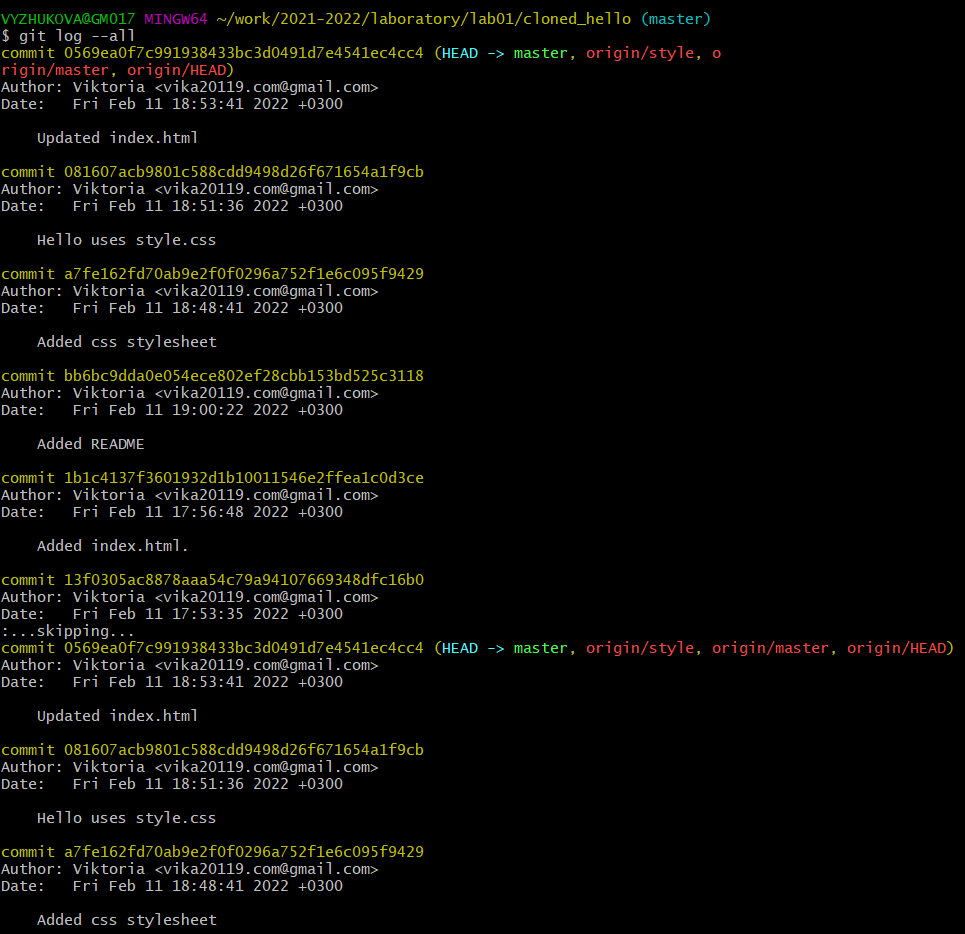 VYZHUKOVA@GM017 MINGW64 ~/work/2021-2022/laboratory/lab01/cloned_hello (master)
$ git log --all
commit 0569ea0f7c991938433bc3d0491d7e4541ec4cc4 (HEAD -> master, origin/style, o
rigin/master, origin/HEAD)
Author: Viktoria <vika20119.com@gmail.com>
Date:   Fri Feb 11 18:53:41 2022 +0300

    Updated index.html

commit 081607acb9801c588cdd9498d26f671654a1f9cb
Author: Viktoria <vika20119.com@gmail.com>
Date:   Fri Feb 11 18:51:36 2022 +0300

    Hello uses style.css

commit a7fe162fd70ab9e2f0f0296a752f1e6c095f9429
Author: Viktoria <vika20119.com@gmail.com>
Date:   Fri Feb 11 18:48:41 2022 +0300

    Added css stylesheet

commit bb6bc9dda0e054ece802ef28cbb153bd525c3118
Author: Viktoria <vika20119.com@gmail.com>
Date:   Fri Feb 11 19:00:22 2022 +0300

    Added README

commit 1b1c4137f3601932d1b10011546e2ffea1c0d3ce
Author: Viktoria <vika20119.com@gmail.com>
Date:   Fri Feb 11 17:56:48 2022 +0300

    Added index.html.

commit 13f0305ac8878aaa54c79a94107669348dfc16b0
Author: Viktoria <vika20119.com@gmail.com>
Date:   Fri Feb 11 17:53:35 2022 +0300
:...skipping...
commit 0569ea0f7c991938433bc3d0491d7e4541ec4cc4 (HEAD -> master, origin/style, origin/master, origin/HEAD)
Author: Viktoria <vika20119.com@gmail.com>
Date:   Fri Feb 11 18:53:41 2022 +0300

    Updated index.html

commit 081607acb9801c588cdd9498d26f671654a1f9cb
Author: Viktoria <vika20119.com@gmail.com>
Date:   Fri Feb 11 18:51:36 2022 +0300

    Hello uses style.css

commit a7fe162fd70ab9e2f0f0296a752f1e6c095f9429
Author: Viktoria <vika20119.com@gmail.com>
Date:   Fri Feb 11 18:48:41 2022 +0300

    Added css stylesheet